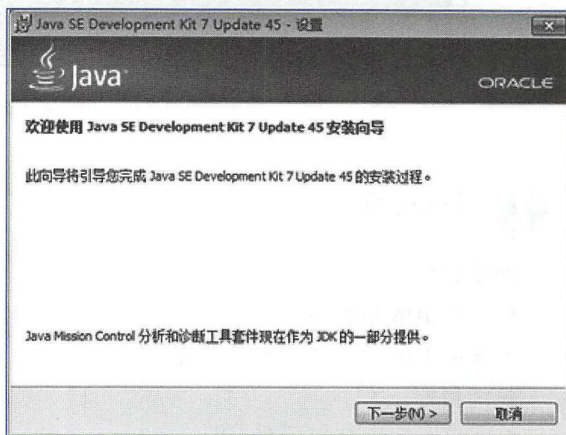 Java SE Development Kit 7 Update 45 - 设置
Java
ORACLE
欢迎使用 Java SE Development Kit 7 Update 45 安装向导
此向导将引导您完成 Java SE Development Kit 7 Update 45 的安装过程。
Java Mission Control 分析和诊断工具套件现在作为 JDK 的一部分提供。
下一步(N) >
取消